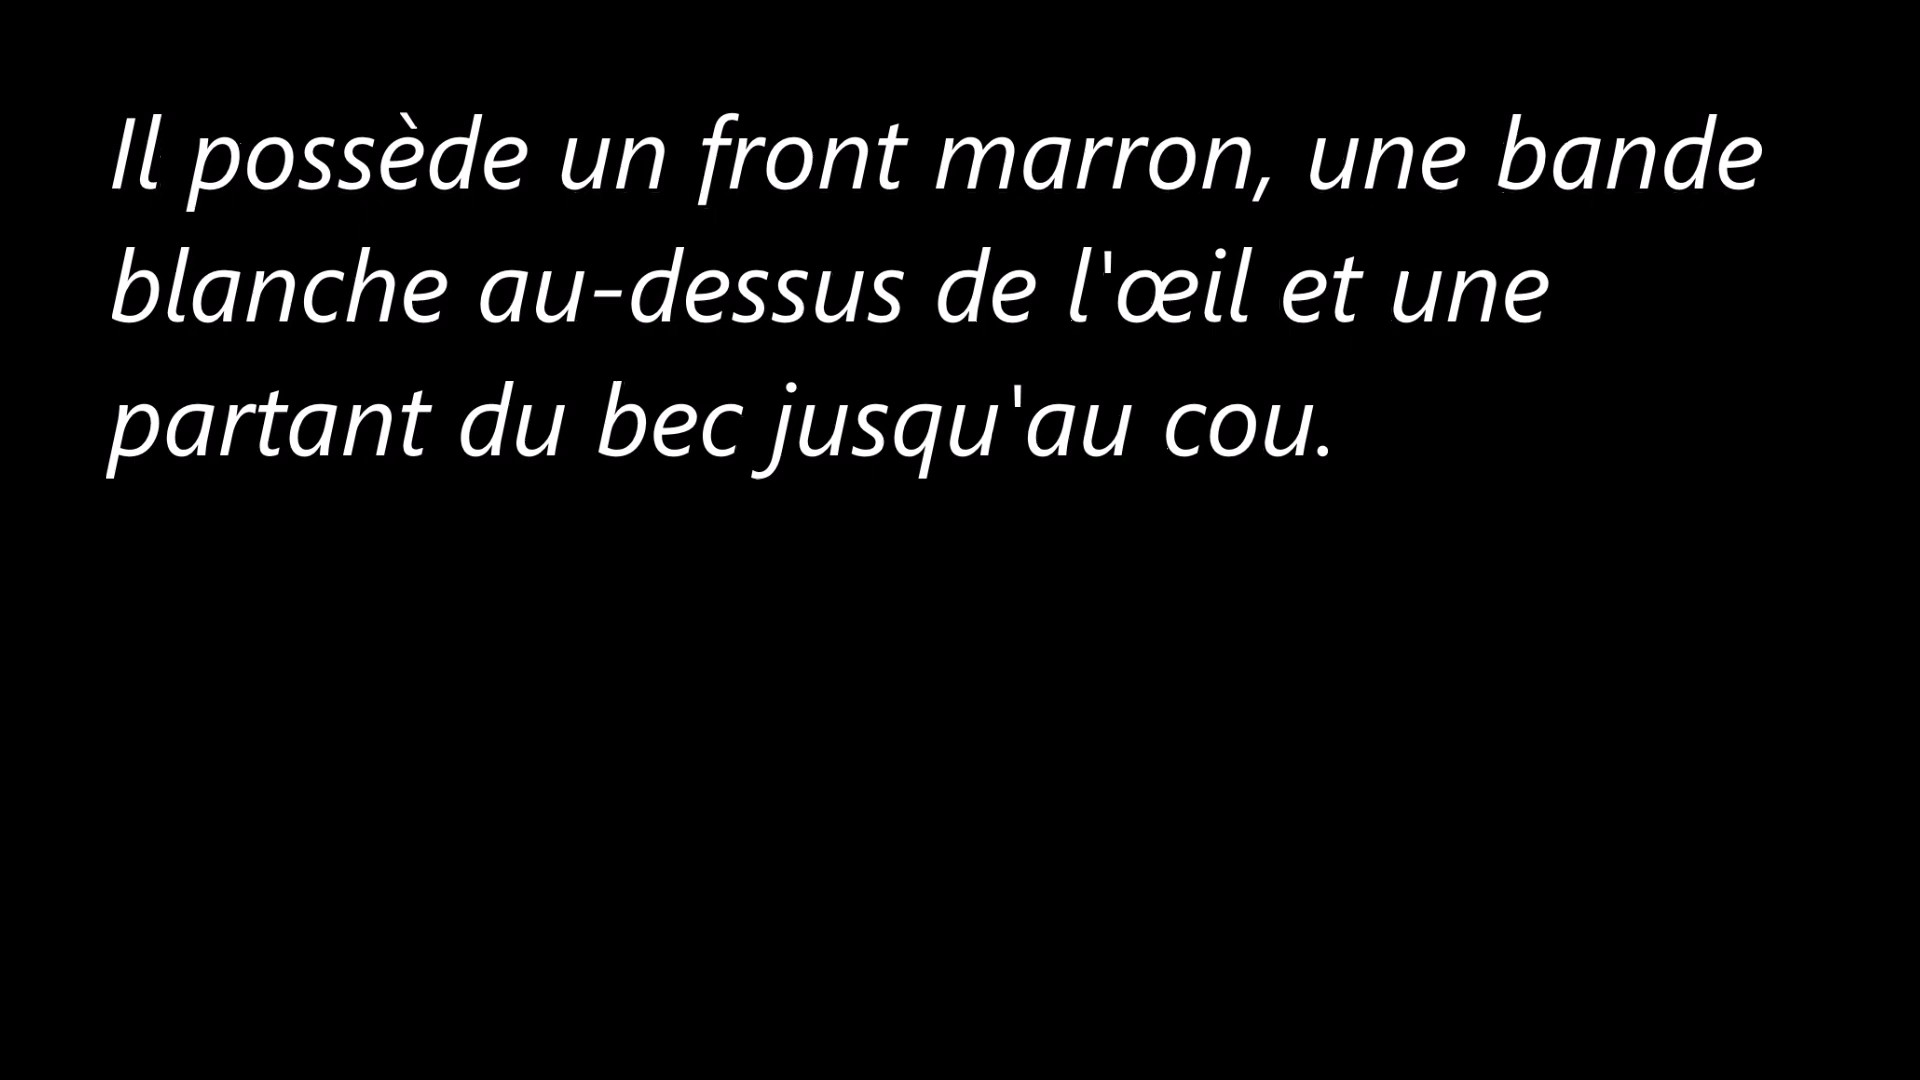 Il possède un front marron, une bande
blanche au-dessus de l'œil et une
partant du bec jusqu'au cou.